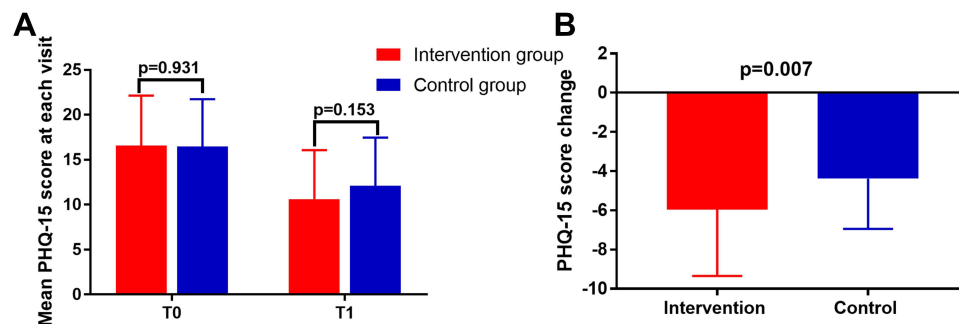 A
Mean PHQ-15 score at each visit
25
20
15
10
5
0
p=0.931
p=0.153
T0
T1
Intervention group
Control group
B
PHQ-15 score change
2
0
-2
-4
-6
-8
-10
p=0.007
Intervention
Control